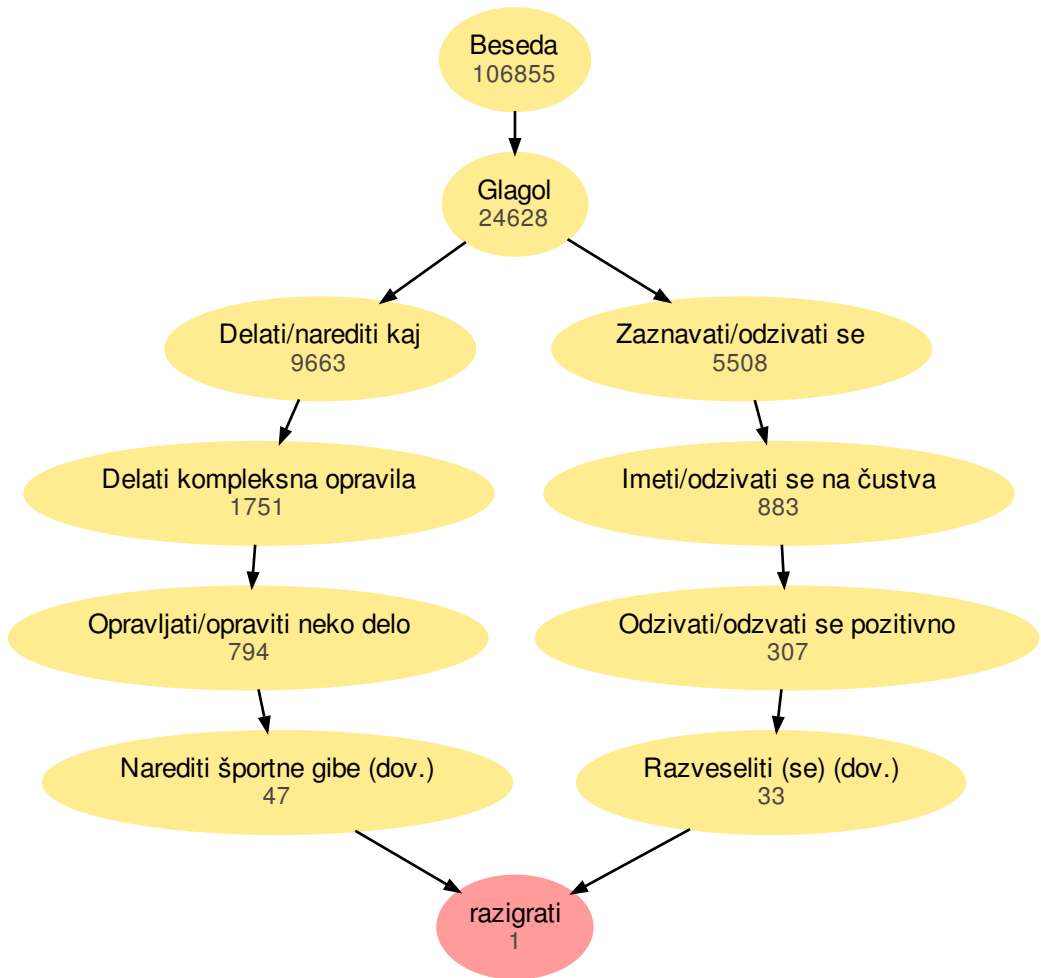 Beseda
106855
Glagol
24628
Delati/narediti kaj
9663
Zaznavati/odzivati se
5508
Delati kompleksna opravila
1751
Imeti/odzivati se na čustva
883
Opravljati/opraviti neko delo
794
Odzivati/odzvati se pozitivno
307
Narediti športne gibe (dov.)
47
Razveseliti (se) (dov.)
33
razigrati
1